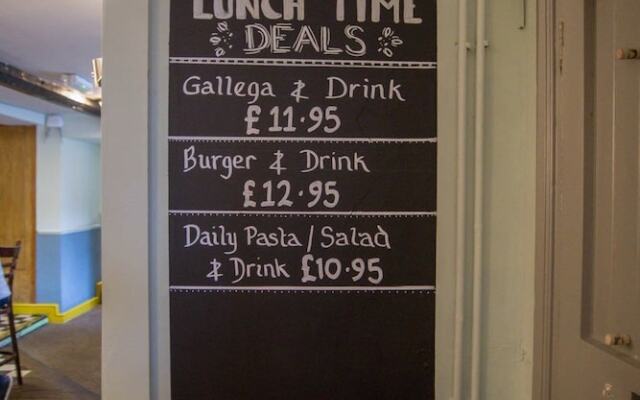 LUNCH TIME
DEALS
Gallega & Drink
£11.95
Burger & Drink
£12.95
Daily Pasta/Salad
& Drink £10.95